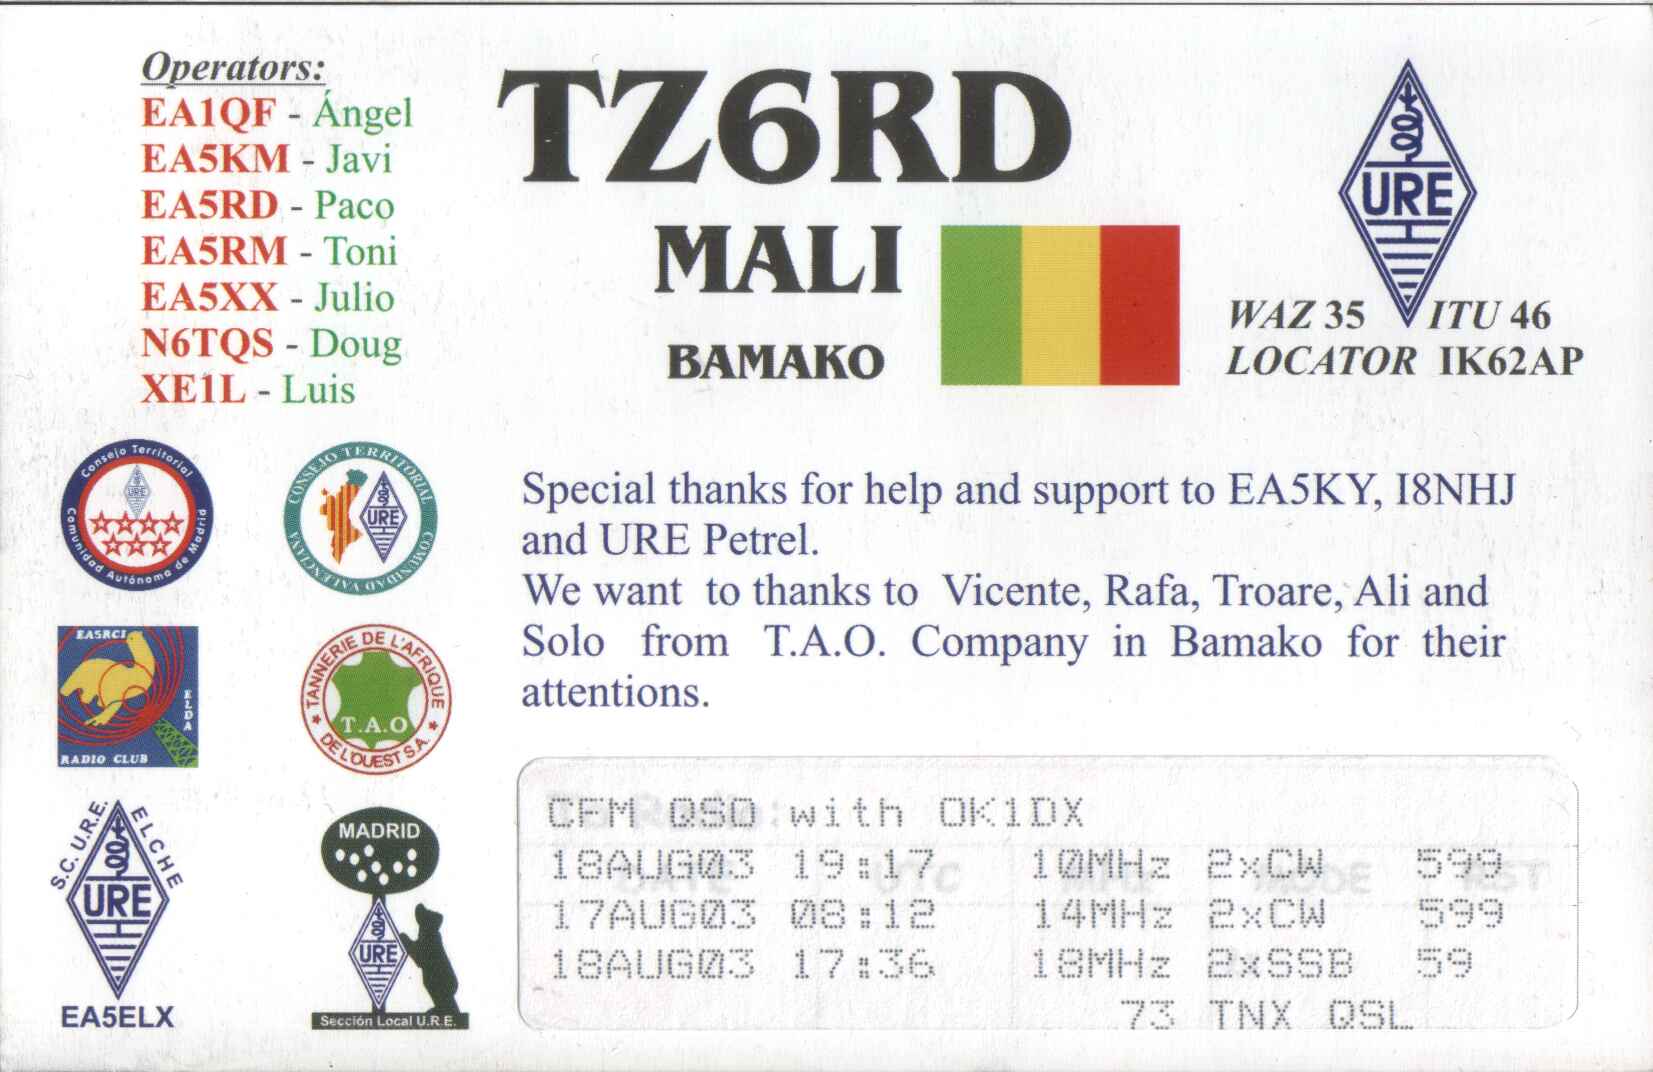 Operators:
EA1QF - Ángel
EA5KM - Javi
EA5RD - Paco
EA5RM - Toni
EA5XX - Julio
N6TQS - Doug
XE1L - Luis
TZ6RD
MALI
BAMAKO
URE
WAZ 35 ITU 46
LOCATOR IK62AP
Consejo Territorial
URE
Comunidad Autónoma de Madrid
CONSEJO TERRITORIAL
URE
COMUNIDAD VALENCIANA
EA5RCI
ELDA
RADIO CLUB
TANNERIE DE L'AFRIQUE
T.A.O
DE L'OUEST S.A.
S.C. U.R.E. ELCHE
URE
EA5ELX
MADRID
URE
Sección Local U.R.E.
Special thanks for help and support to EA5KY, I8NHJ
and URE Petrel.
We want to thanks to Vicente, Rafa, Troare, Ali and
Solo from T.A.O. Company in Bamako for their
attentions.
CFM QSO with OK1DX
18AUG03 19:17 10MHz 2xCW 599
17AUG03 08:12 14MHz 2xCW 599
18AUG03 17:36 18MHz 2xSSB 59
73 TNX QSL
DATE UTC MHz MODE RST